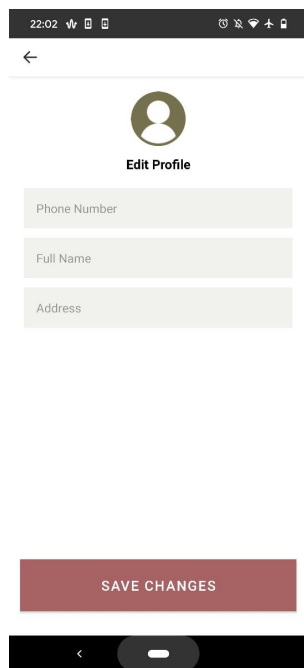 22:02
Edit Profile
Phone Number
Full Name
Address
SAVE CHANGES